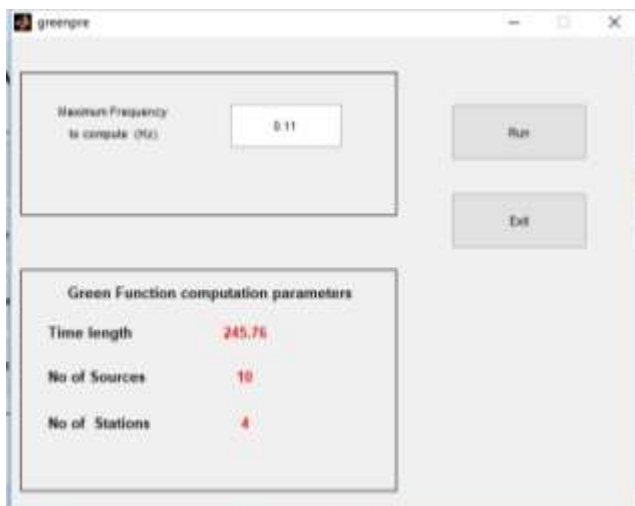 greenpre
Maximum Frequency
to compute (Hz)
0.11
Run
Exit
Green Function computation parameters
Time length 245.76
No of Sources 10
No of Stations 4